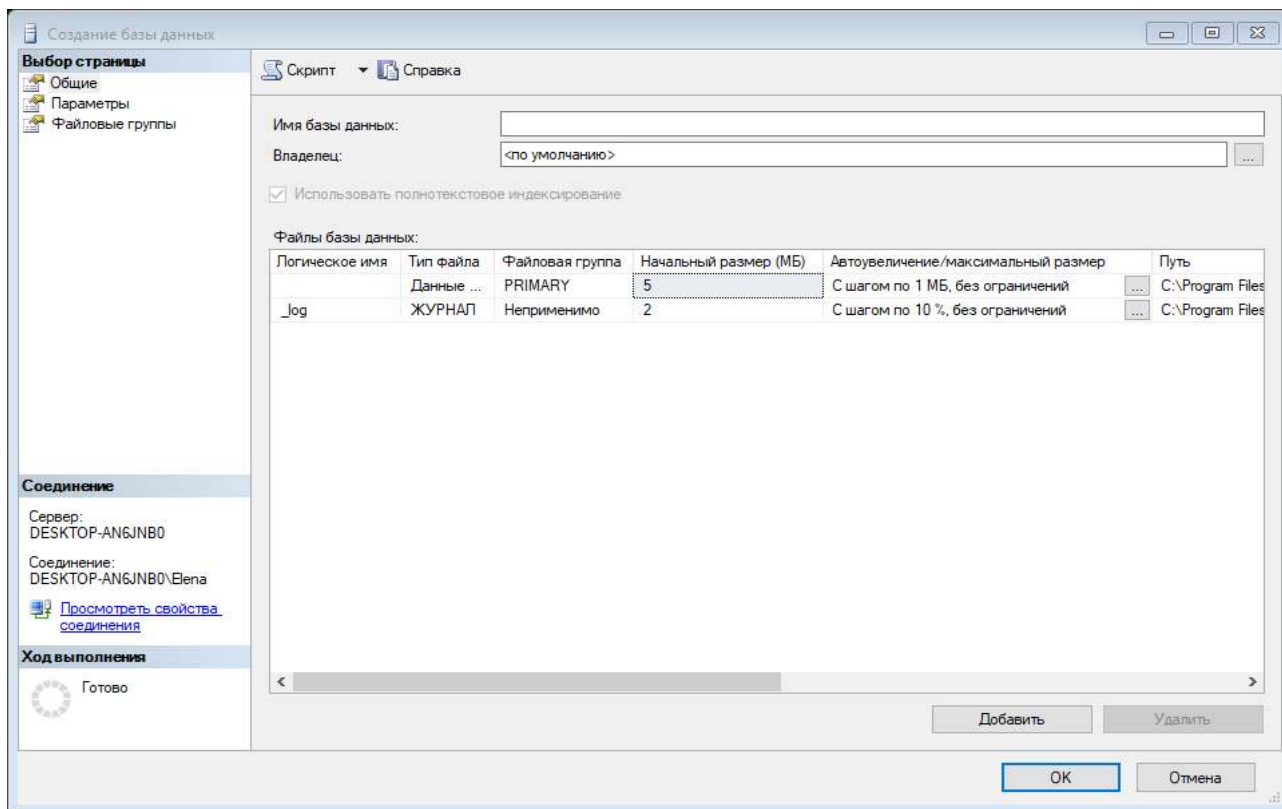 Создание базы данных
Выбор страницы
Общие
Параметры
Файловые группы
Скрипт
Справка
Имя базы данных:
Владелец:
<по умолчанию>
...
Использовать полнотекстовое индексирование
Файлы базы данных:
Логическое имя Тип файла Файловая группа Начальный размер (МБ) Автоувеличение/максимальный размер Путь
Данные ... PRIMARY 5 С шагом по 1 МБ, без ограничений ... C:\Program Files
_log ЖУРНАЛ Неприменимо 2 С шагом по 10 %, без ограничений ... C:\Program Files
Соединение
Сервер:
DESKTOP-AN6JNB0
Соединение:
DESKTOP-AN6JNB0\Elena
Просмотреть свойства
соединения
Ход выполнения
Готово
Добавить
Удалить
OK
Отмена